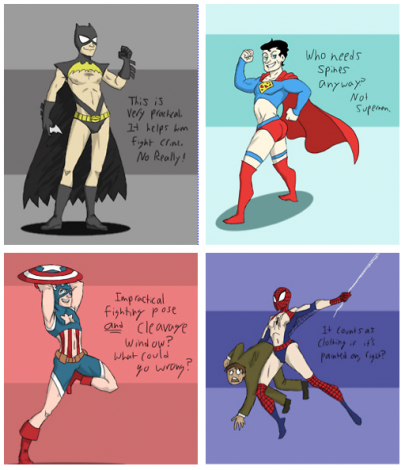 This is
very practical
It helps him
fight crime.
No Really!
Who needs
spines
anyway?
Not
Superman.
Impractical
fighting pose
and Cleavage
window?
What could
go wrong?
It counts as
clothing if it's
painted on, right?